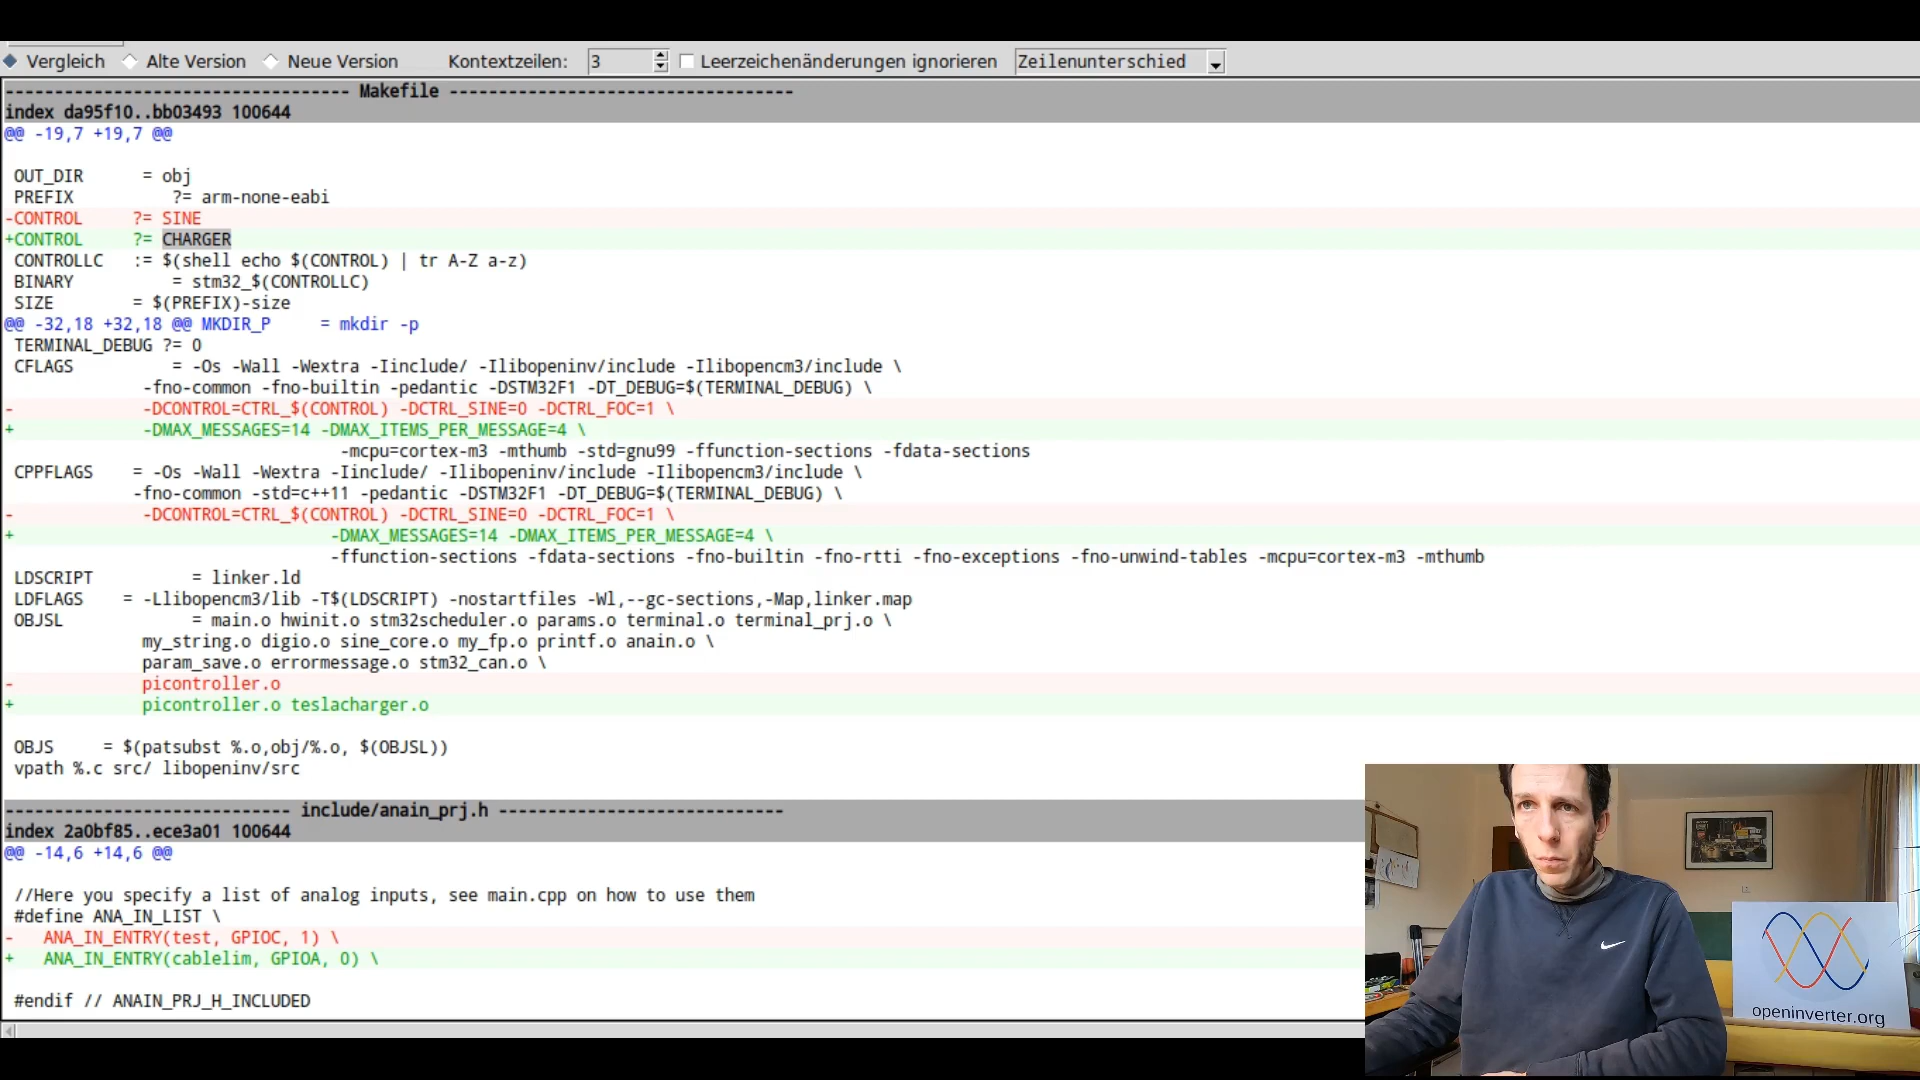 Vergleich Alte Version Neue Version Kontextzeilen: 3 Leerzeichenänderungen ignorieren Zeilenunterschied
----------------------------------- Makefile -----------------------------------
index da95f10..bb03493 100644
@@ -19,7 +19,7 @@
OUT_DIR = obj
PREFIX ?= arm-none-eabi
-CONTROL ?= SINE
+CONTROL ?= CHARGER
CONTROLLC := $(shell echo $(CONTROL) | tr A-Z a-z)
BINARY = stm32_$(CONTROLLC)
SIZE = $(PREFIX)-size
@@ -32,18 +32,18 @@ MKDIR_P = mkdir -p
TERMINAL_DEBUG ?= 0
CFLAGS = -Os -Wall -Wextra -Iinclude/ -Ilibopeninv/include -Ilibopencm3/include \
-fno-common -fno-builtin -pedantic -DSTM32F1 -DT_DEBUG=$(TERMINAL_DEBUG) \
- -DCONTROL=CTRL_$(CONTROL) -DCTRL_SINE=0 -DCTRL_FOC=1 \
+ -DMAX_MESSAGES=14 -DMAX_ITEMS_PER_MESSAGE=4 \
-mcpu=cortex-m3 -mthumb -std=gnu99 -ffunction-sections -fdata-sections
CPPFLAGS = -Os -Wall -Wextra -Iinclude/ -Ilibopeninv/include -Ilibopencm3/include \
-fno-common -std=c++11 -pedantic -DSTM32F1 -DT_DEBUG=$(TERMINAL_DEBUG) \
- -DCONTROL=CTRL_$(CONTROL) -DCTRL_SINE=0 -DCTRL_FOC=1 \
+ -DMAX_MESSAGES=14 -DMAX_ITEMS_PER_MESSAGE=4 \
-ffunction-sections -fdata-sections -fno-builtin -fno-rtti -fno-exceptions -fno-unwind-tables -mcpu=cortex-m3 -mthumb
LDSCRIPT = linker.ld
LDFLAGS = -Llibopencm3/lib -T$(LDSCRIPT) -nostartfiles -Wl,--gc-sections,-Map,linker.map
OBJSL = main.o hwinit.o stm32scheduler.o params.o terminal.o terminal_prj.o \
my_string.o digio.o sine_core.o my_fp.o printf.o anain.o \
param_save.o errormessage.o stm32_can.o \
- picontroller.o
+ picontroller.o teslacharger.o
OBJS = $(patsubst %.o,obj/%.o, $(OBJSL))
vpath %.c src/ libopeninv/src
----------------------------- include/anain_prj.h -----------------------------
index 2a0bf85..ece3a01 100644
@@ -14,6 +14,6 @@
//Here you specify a list of analog inputs, see main.cpp on how to use them
#define ANA_IN_LIST \
- ANA_IN_ENTRY(test, GPIOC, 1) \
+ ANA_IN_ENTRY(cablelim, GPIOA, 0) \
#endif // ANAIN_PRJ_H_INCLUDED
openinverter.org